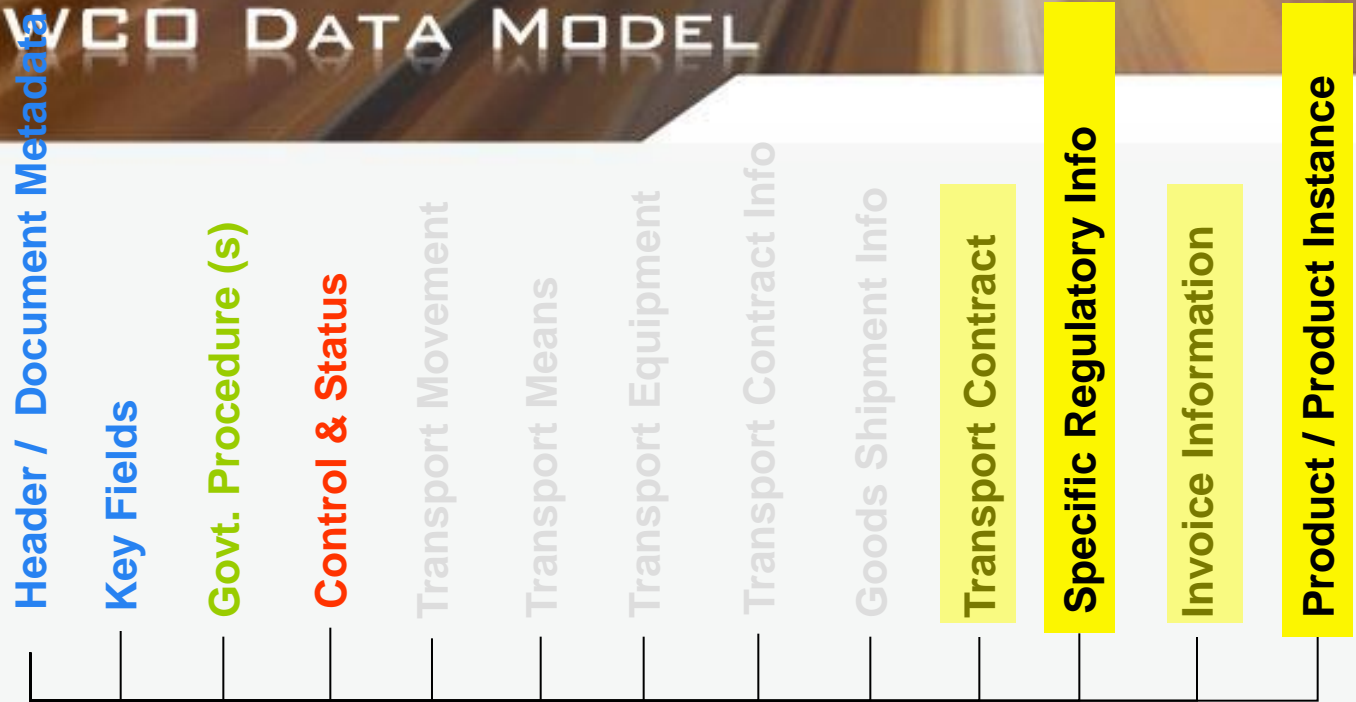 WCO DATA MODEL
Header / Document Metadata
Key Fields
Govt. Procedure (s)
Control & Status
Transport Movement
Transport Means
Transport Equipment
Transport Contract Info
Goods Shipment Info
Transport Contract
Specific Regulatory Info
Invoice Information
Product / Product Instance